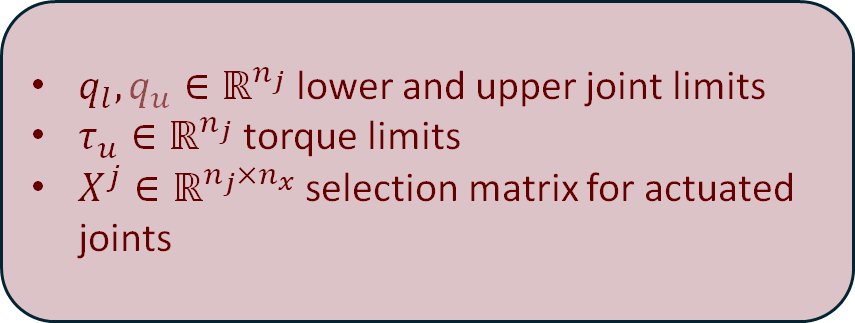 • q_l, q_u ∈ ℝ^{n_j} lower and upper joint limits
• τ_u ∈ ℝ^{n_j} torque limits
• X^j ∈ ℝ^{n_j×n_x} selection matrix for actuated
joints